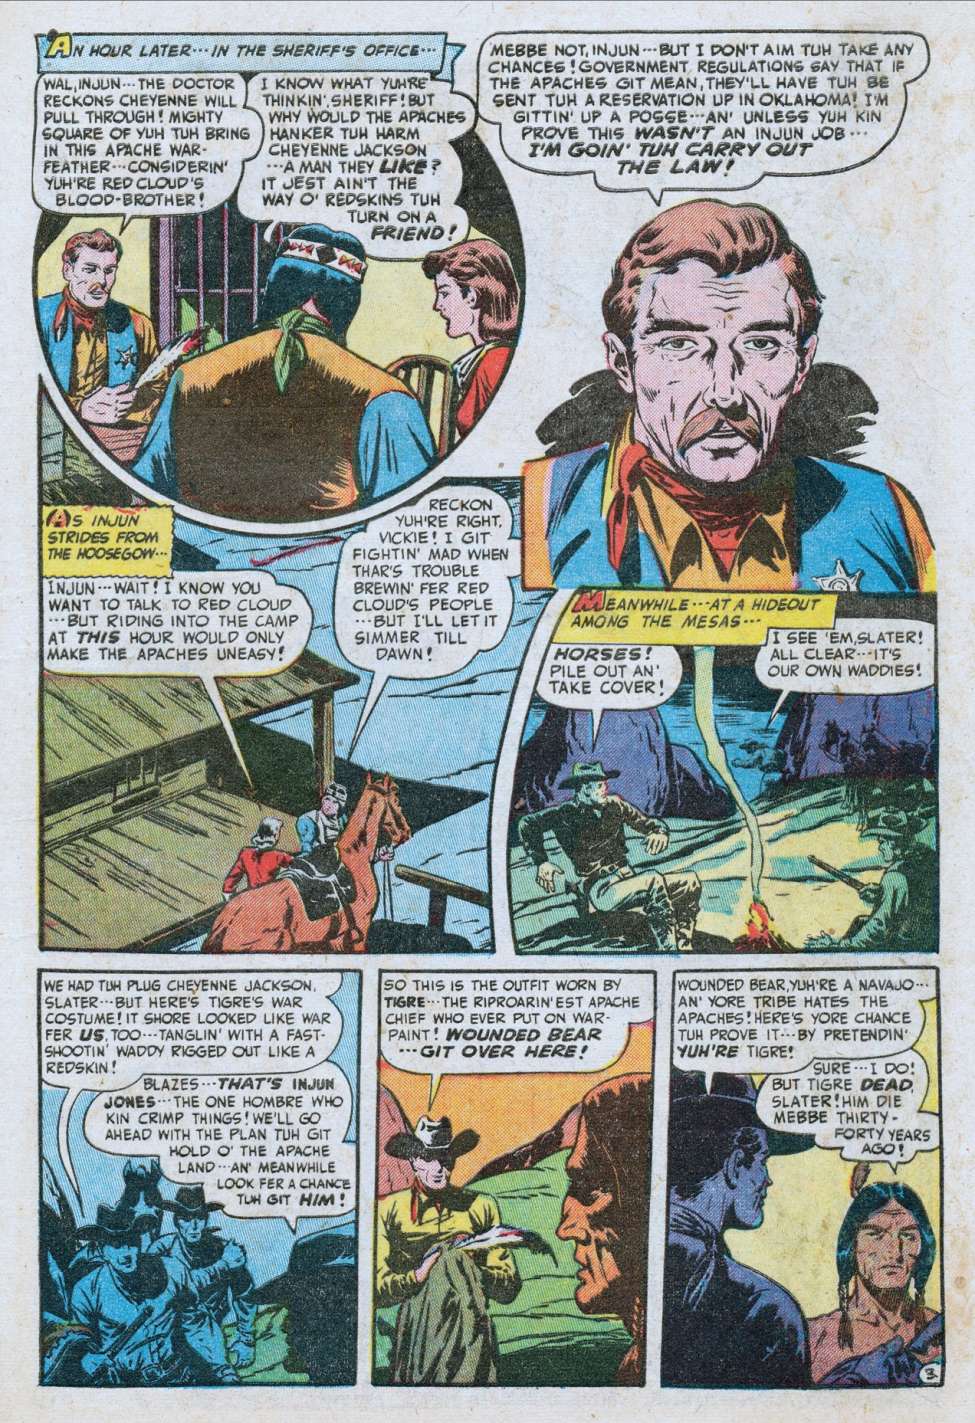 AN HOUR LATER---IN THE SHERIFF'S OFFICE---
WAL, INJUN---THE DOCTOR
RECKONS CHEYENNE WILL
PULL THROUGH! MIGHTY
SQUARE OF YUH TUH BRING
IN THIS APACHE WAR-
FEATHER---CONSIDERIN'
YUH'RE RED CLOUD'S
BLOOD-BROTHER!
I KNOW WHAT YUH'RE
THINKIN', SHERIFF! BUT
WHY WOULD THE APACHES
HANKER TUH HARM
CHEYENNE JACKSON
---A MAN THEY LIKE?
IT JEST AIN'T THE
WAY O' REDSKINS TUH
TURN ON A
FRIEND!
MEBBE NOT, INJUN---BUT I DON'T AIM TUH TAKE ANY
CHANCES! GOVERNMENT REGULATIONS SAY THAT IF
THE APACHES GIT MEAN, THEY'LL HAVE TUH BE
SENT TUH A RESERVATION UP IN OKLAHOMA! I'M
GITTIN' UP A POSSE---AN' UNLESS YUH KIN
PROVE THIS WASN'T AN INJUN JOB---
I'M GOIN' TUH CARRY OUT
THE LAW!
AS INJUN
STRIDES FROM
THE HOOSEGOW---
INJUN---WAIT! I KNOW YOU
WANT TO TALK TO RED CLOUD
---BUT RIDING INTO THE CAMP
AT THIS HOUR WOULD ONLY
MAKE THE APACHES UNEASY!
RECKON
YUH'RE RIGHT,
VICKIE! I GIT
FIGHTIN' MAD WHEN
THAR'S TROUBLE
BREWIN' FER RED
CLOUD'S PEOPLE
---BUT I'LL LET IT
SIMMER TILL
DAWN!
MEANWHILE---AT A HIDEOUT
AMONG THE MESAS---
HORSES!
PILE OUT AN'
TAKE COVER!
I SEE 'EM, SLATER!
ALL CLEAR---IT'S
OUR OWN WADDIES!
WE HAD TUH PLUG CHEYENNE JACKSON,
SLATER---BUT HERE'S TIGRE'S WAR
COSTUME! IT SHORE LOOKED LIKE WAR
FER US, TOO---TANGLIN' WITH A FAST-
SHOOTIN' WADDY RIGGED OUT LIKE A
REDSKIN!
BLAZES---THAT'S INJUN
JONES---THE ONE HOMBRE WHO
KIN CRIMP THINGS! WE'LL GO
AHEAD WITH THE PLAN TUH GIT
HOLD O' THE APACHE
LAND---AN' MEANWHILE
LOOK FER A CHANCE
TUH GIT HIM!
SO THIS IS THE OUTFIT WORN BY
TIGRE---THE RIPROARIN'EST APACHE
CHIEF WHO EVER PUT ON WAR-
PAINT! WOUNDED BEAR
---GIT OVER HERE!
WOUNDED BEAR, YUH'RE A NAVAJO---
AN' YORE TRIBE HATES THE
APACHES! HERE'S YORE CHANCE
TUH PROVE IT---BY PRETENDIN'
YUH'RE TIGRE!
SURE---I DO!
BUT TIGRE DEAD,
SLATER! HIM DIE
MEBBE THIRTY-
FORTY YEARS
AGO!
3